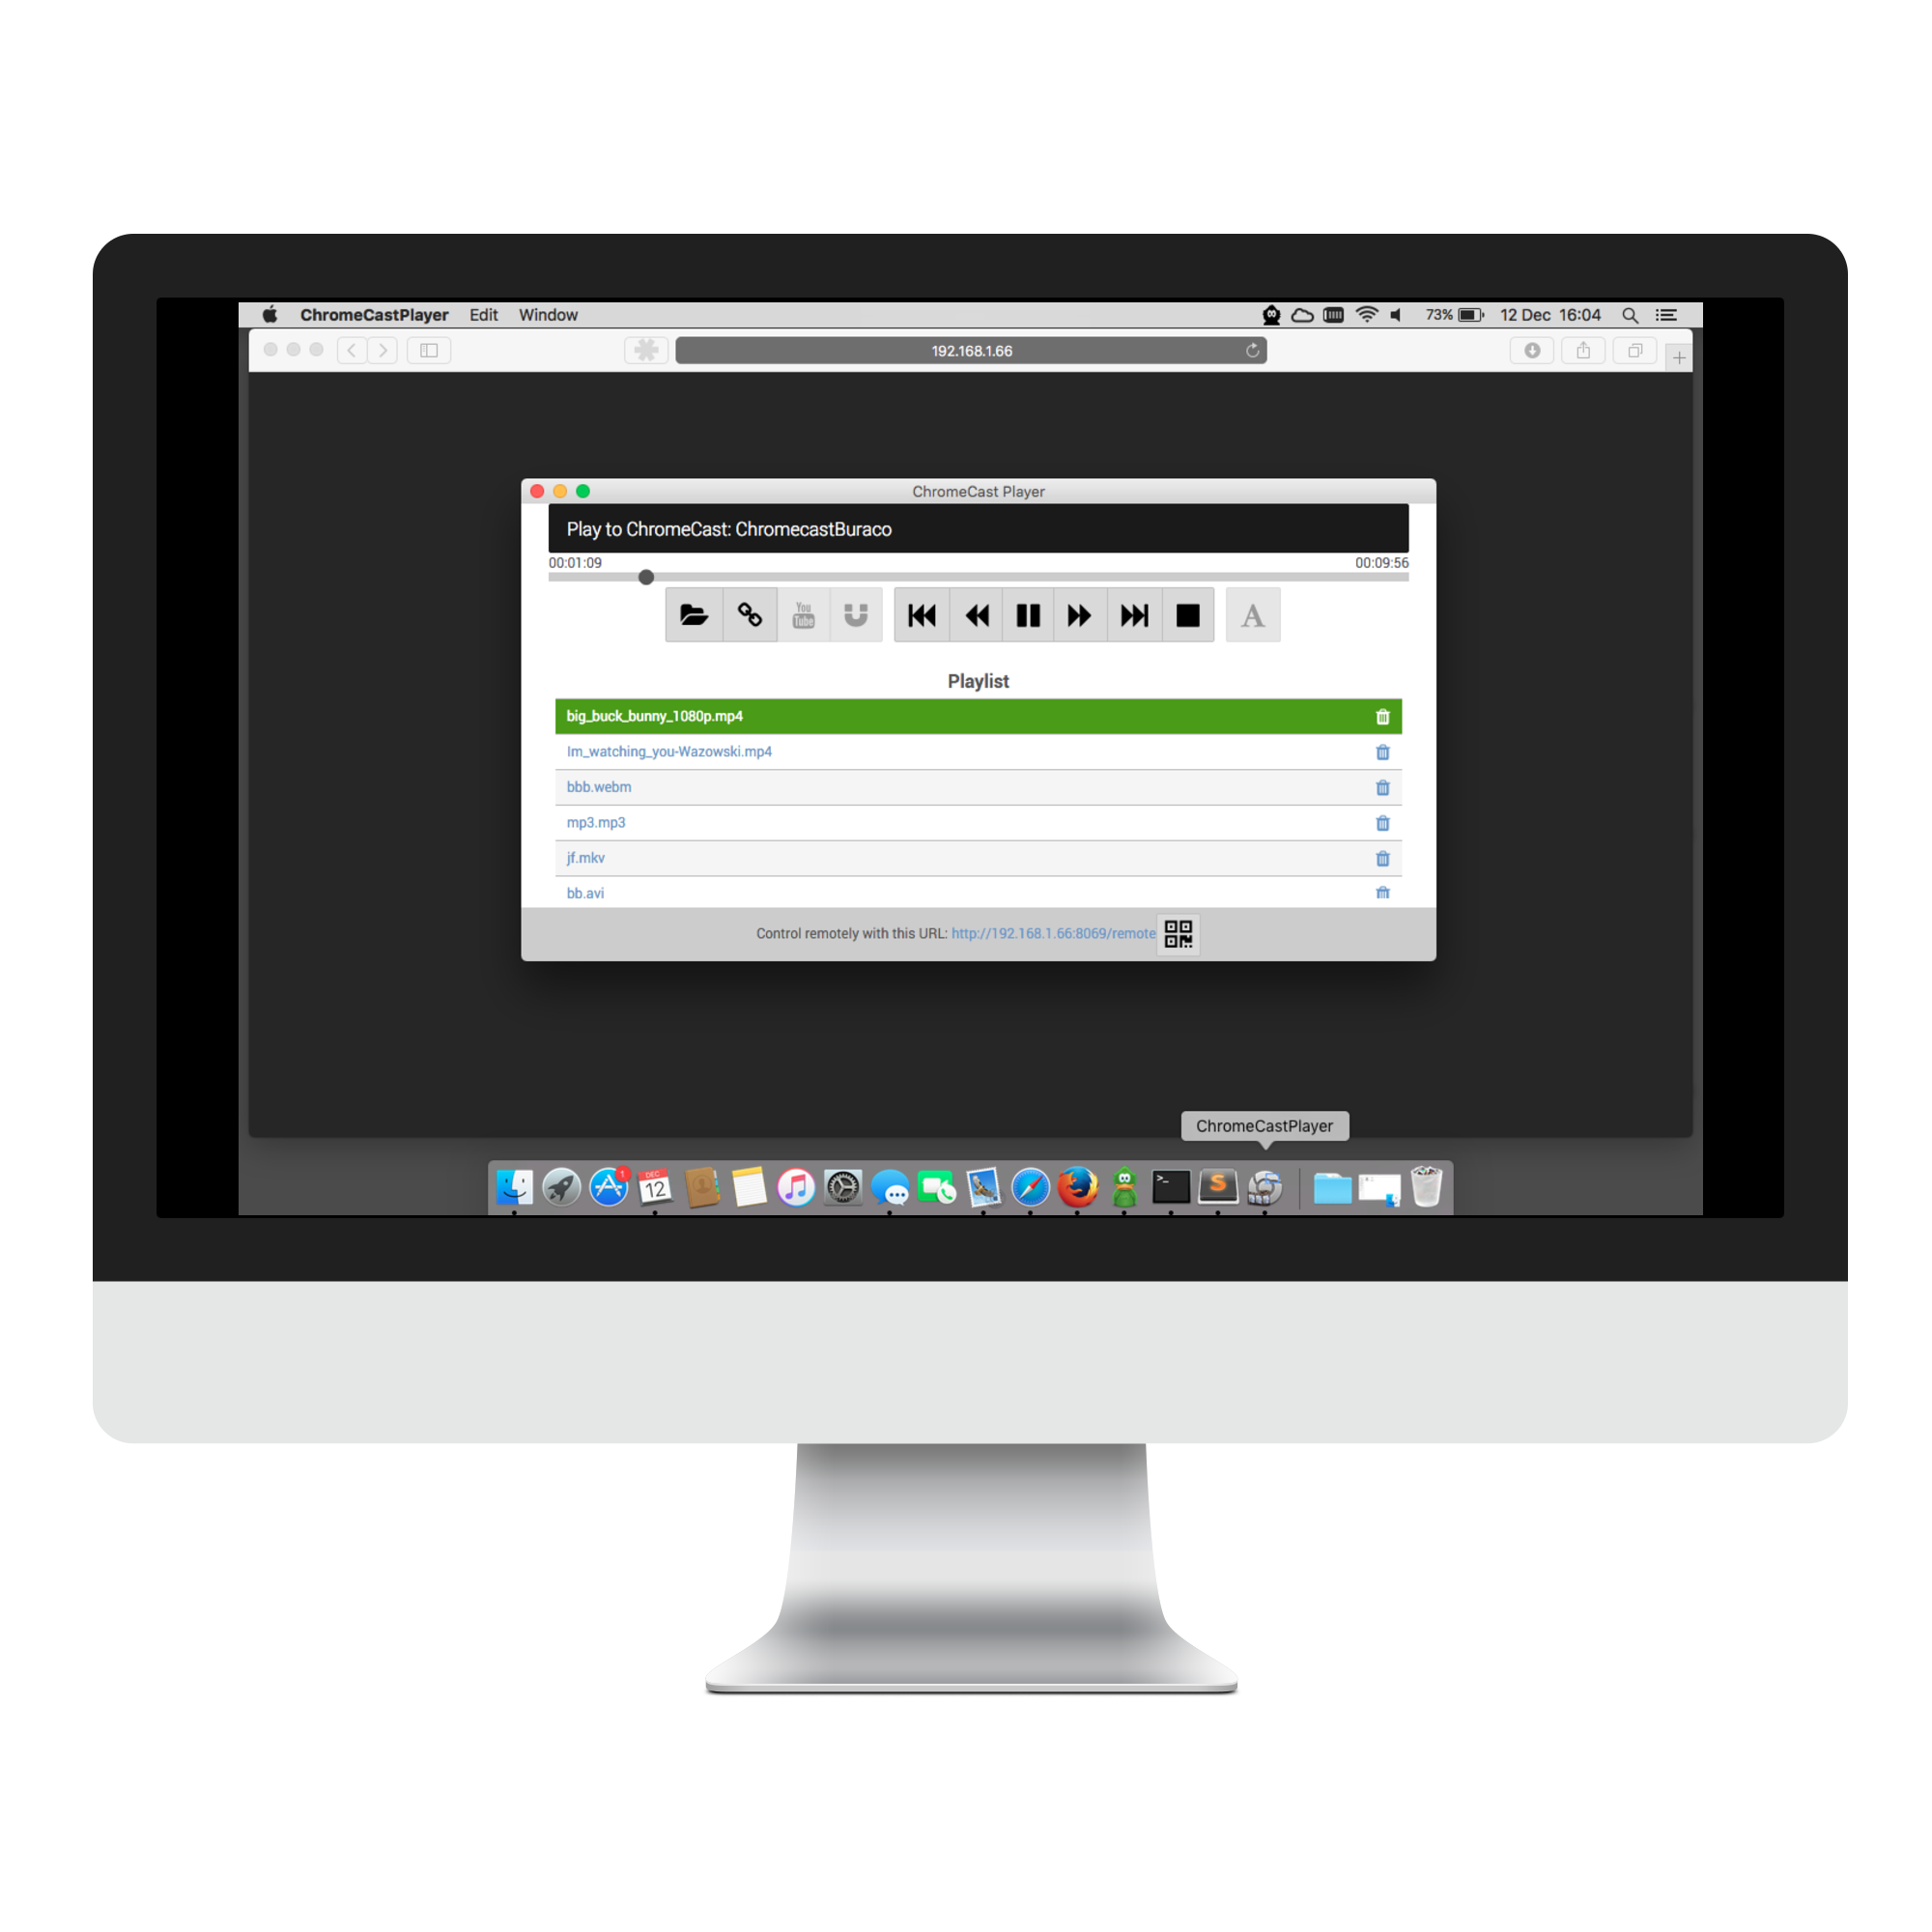 ChromeCastPlayer Edit Window 73% 12 Dec 16:04
192.168.1.66
ChromeCast Player
Play to ChromeCast: ChromecastBuraco
00:01:09 00:09:56
You
Tube
A
Playlist
big_buck_bunny_1080p.mp4
Im_watching_you-Wazowski.mp4
bbb.webm
mp3.mp3
jf.mkv
bb.avi
Control remotely with this URL: http://192.168.1.66:8069/remote
ChromeCastPlayer
1
DEC
12
>_
S